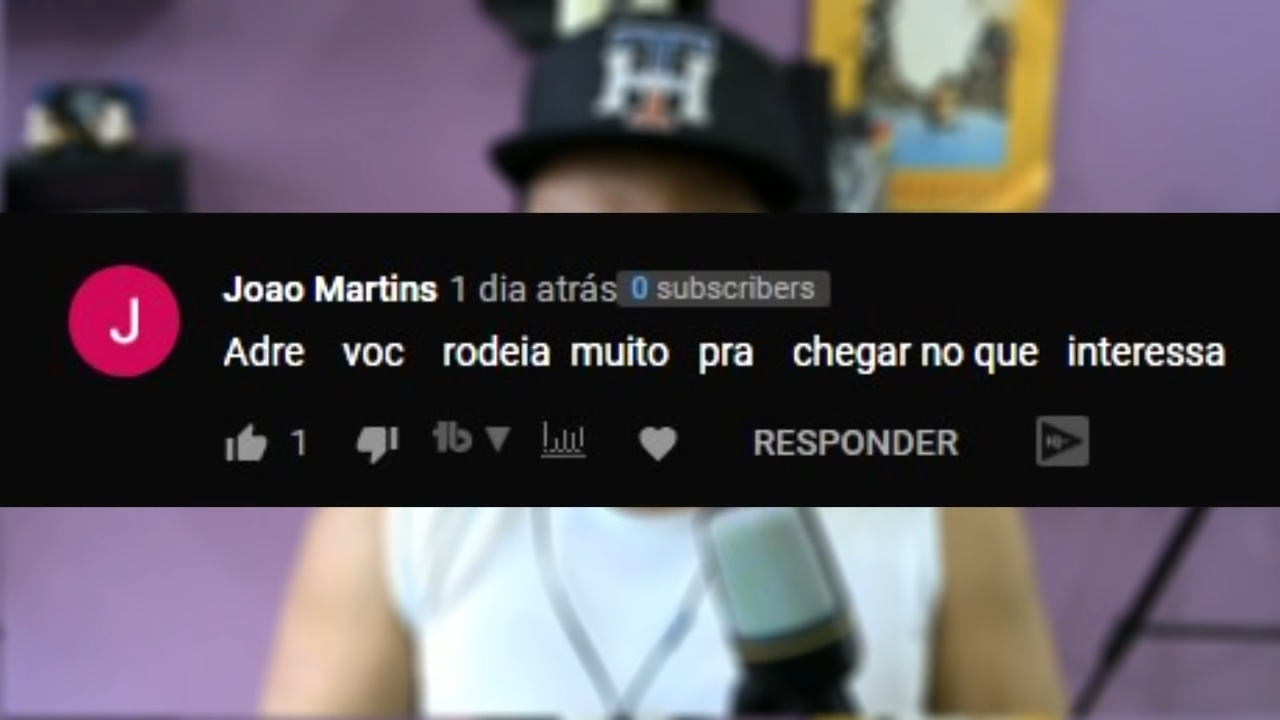 Joao Martins 1 dia atrás 0 subscribers
Adre voc rodeia muito pra chegar no que interessa
1 RESPONDER